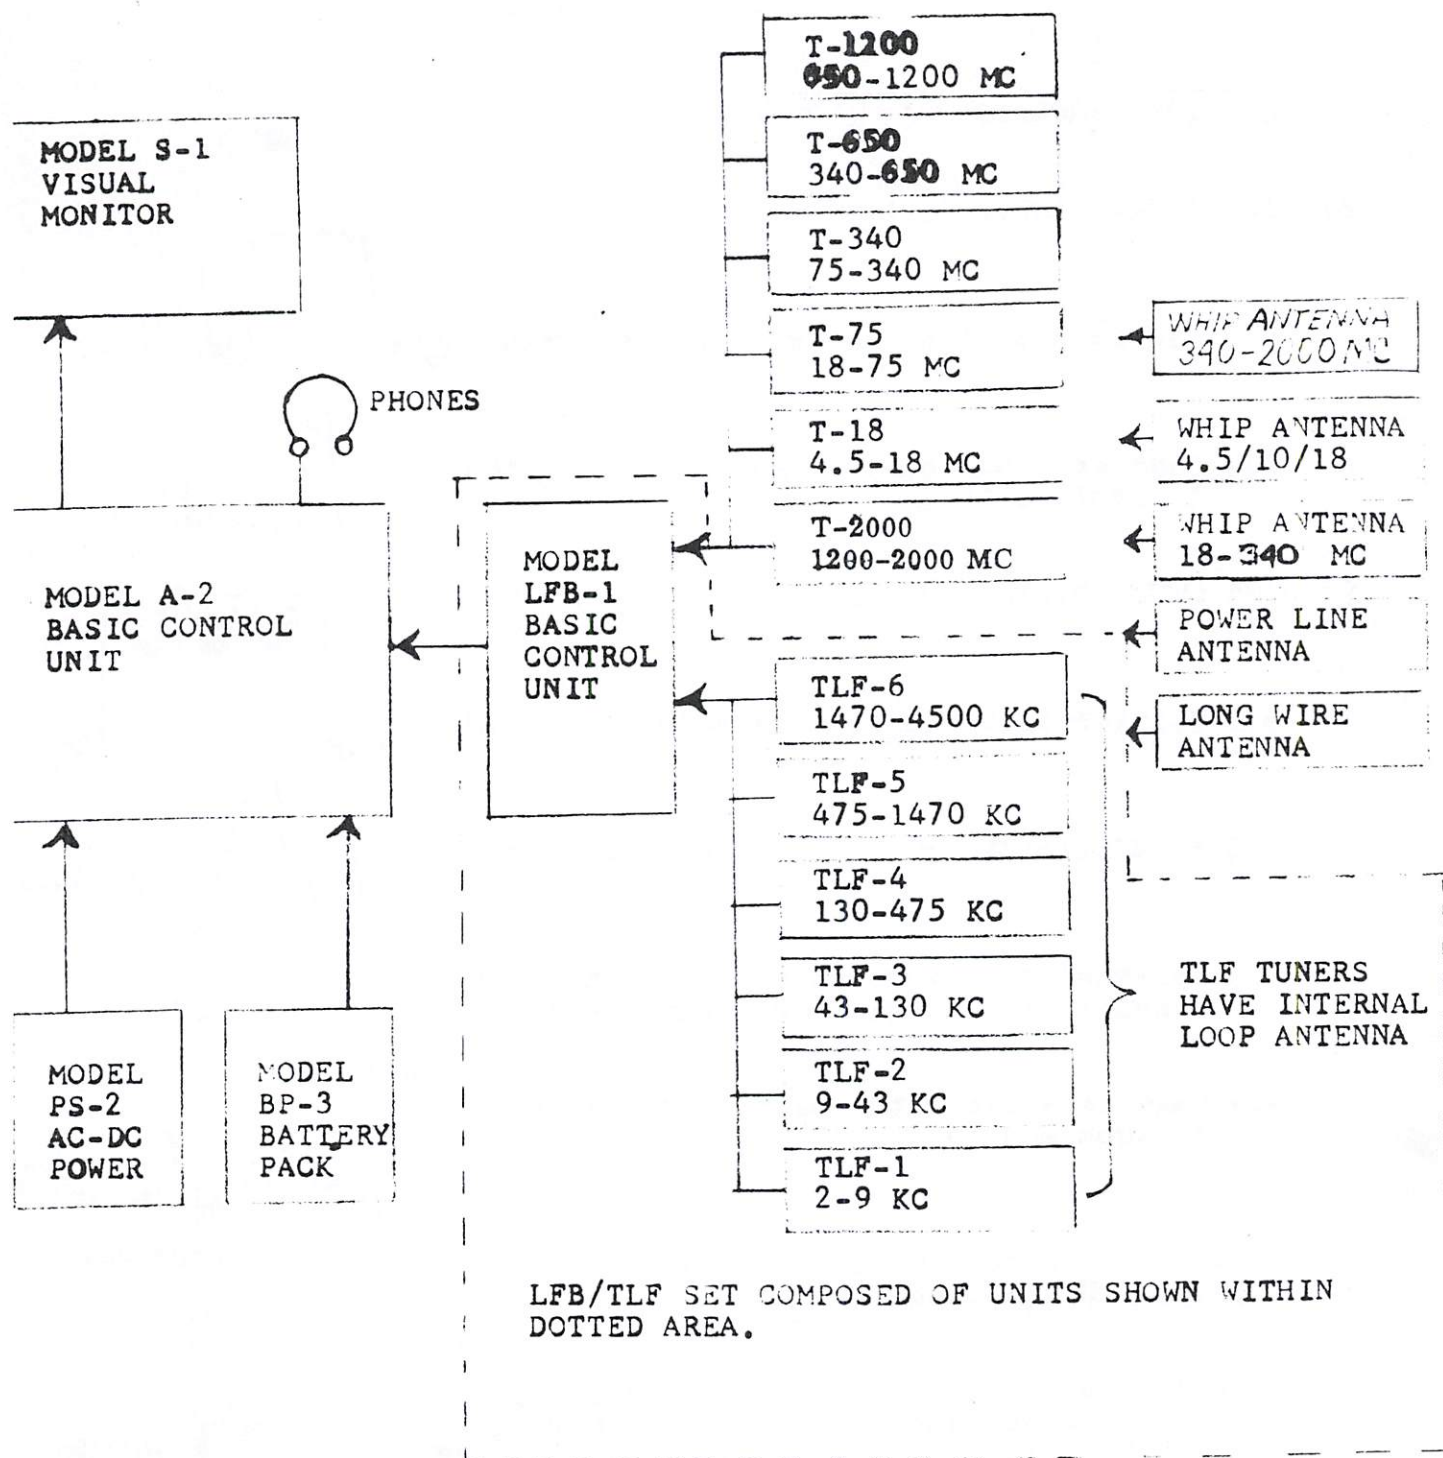 T-1200
650-1200 MC
T-650
340-650 MC
T-340
75-340 MC
T-75
18-75 MC
T-18
4.5-18 MC
T-2000
1200-2000 MC
MODEL S-1
VISUAL
MONITOR
PHONES
MODEL A-2
BASIC CONTROL
UNIT
MODEL
LFB-1
BASIC
CONTROL
UNIT
WHIP ANTENNA
340-2000 MC
WHIP ANTENNA
4.5/10/18
WHIP ANTENNA
18-340 MC
POWER LINE
ANTENNA
LONG WIRE
ANTENNA
TLF-6
1470-4500 KC
TLF-5
475-1470 KC
TLF-4
130-475 KC
TLF-3
43-130 KC
TLF-2
9-43 KC
TLF-1
2-9 KC
TLF TUNERS
HAVE INTERNAL
LOOP ANTENNA
MODEL
PS-2
AC-DC
POWER
MODEL
BP-3
BATTERY
PACK
LFB/TLF SET COMPOSED OF UNITS SHOWN WITHIN
DOTTED AREA.